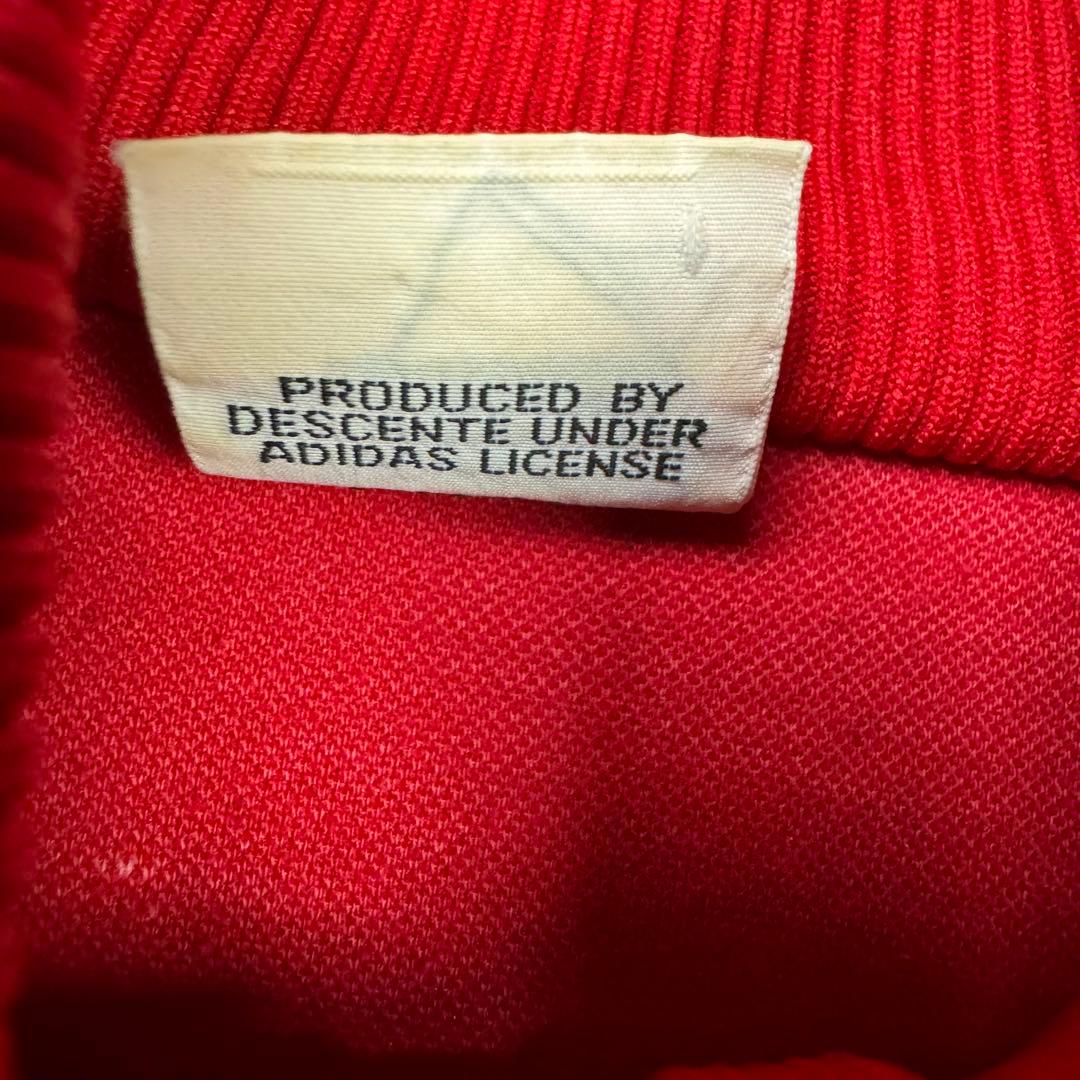 PRODUCED BY
DESCENTE UNDER
ADIDAS LICENSE